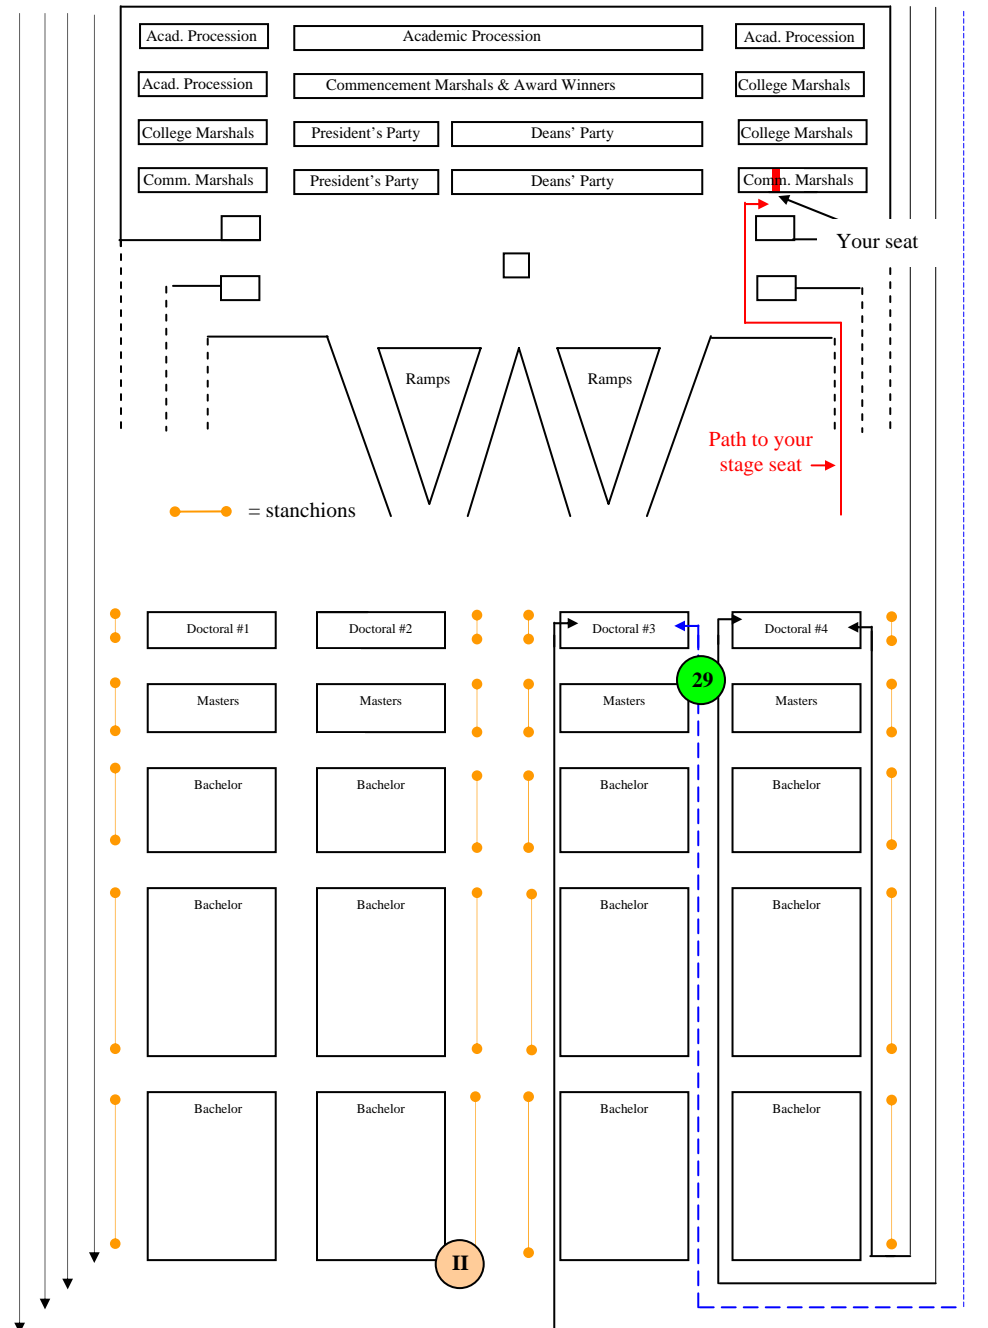 Acad. Procession Academic Procession Acad. Procession
Acad. Procession Commencement Marshals & Award Winners College Marshals
College Marshals President's Party Deans' Party College Marshals
Comm. Marshals President's Party Deans' Party Comm. Marshals
Your seat
Ramps Ramps
Path to your
stage seat
= stanchions
Doctoral #1 Doctoral #2 Doctoral #3 Doctoral #4
29
Masters Masters Masters Masters
Bachelor Bachelor Bachelor Bachelor
Bachelor Bachelor Bachelor Bachelor
Bachelor Bachelor Bachelor Bachelor
II